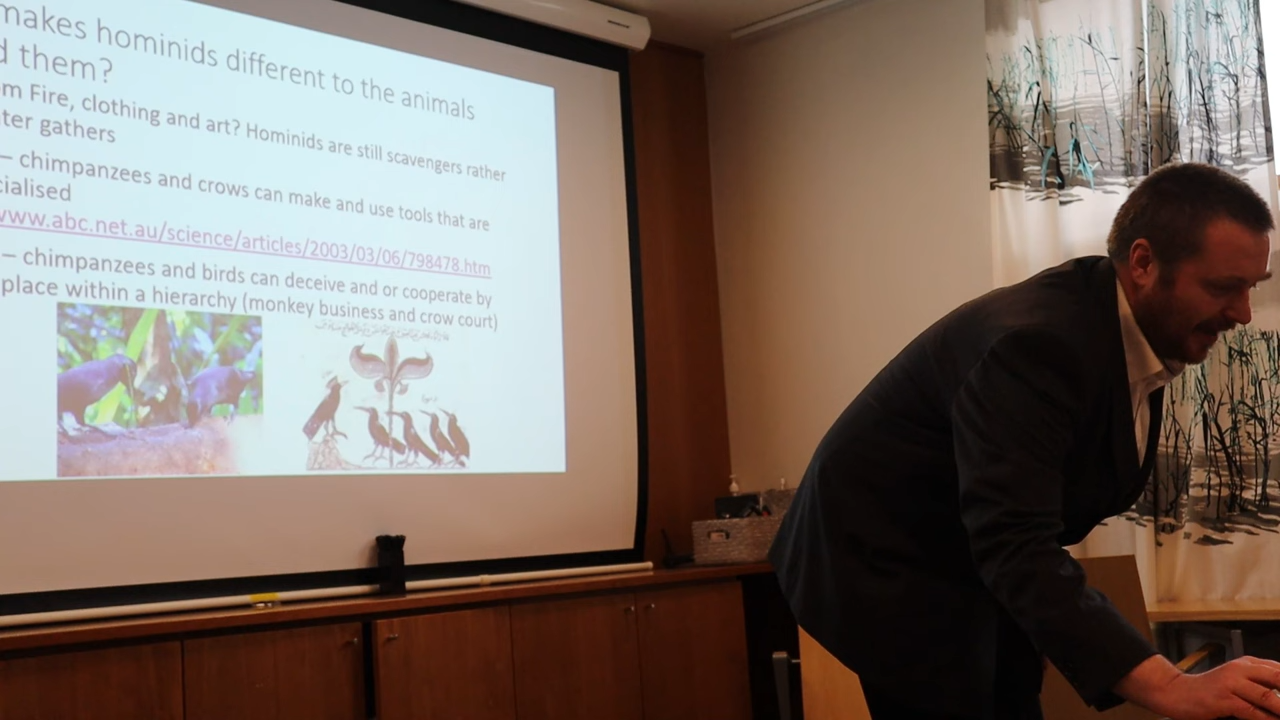 makes hominids different to the animals
d them?
m Fire, clothing and art? Hominids are still scavengers rather
ter gathers
– chimpanzees and crows can make and use tools that are
cialised
www.abc.net.au/science/articles/2003/03/06/798478.htm
– chimpanzees and birds can deceive and or cooperate by
place within a hierarchy (monkey business and crow court)